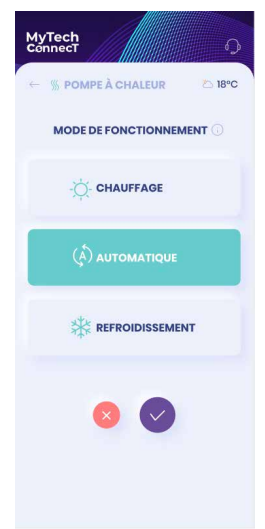 MyTech
ConnecT
POMPE À CHALEUR 18°C
MODE DE FONCTIONNEMENT
CHAUFFAGE
A AUTOMATIQUE
REFROIDISSEMENT